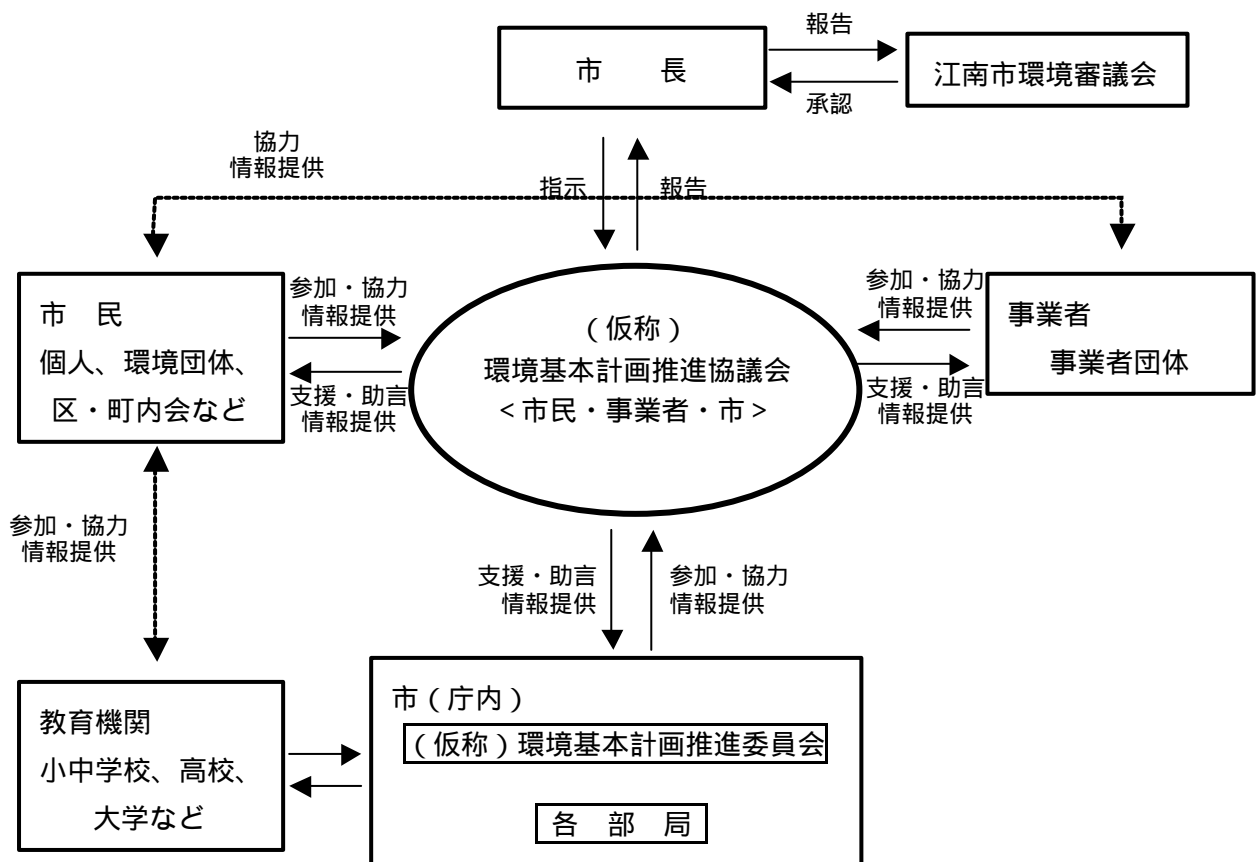 報告
市　長
江南市環境審議会
承認
協力
情報提供
指示
報告
市　民
個人、環境団体、
区・町内会など
参加・協力
情報提供
支援・助言
情報提供
（仮称）
環境基本計画推進協議会
＜市民・事業者・市＞
参加・協力
情報提供
支援・助言
情報提供
事業者
事業者団体
参加・協力
情報提供
支援・助言
情報提供
参加・協力
情報提供
教育機関
小中学校、高校、
大学など
市（庁内）
（仮称）環境基本計画推進委員会
各　部　局